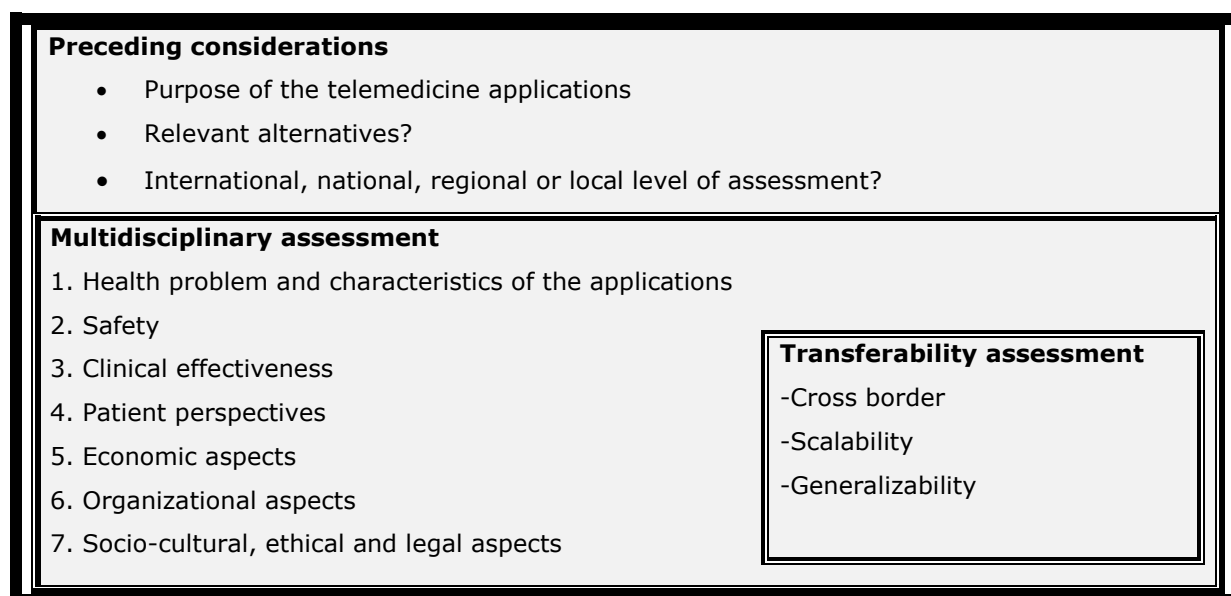 Preceding considerations
• Purpose of the telemedicine applications
• Relevant alternatives?
• International, national, regional or local level of assessment?
Multidisciplinary assessment
1. Health problem and characteristics of the applications
2. Safety
3. Clinical effectiveness
4. Patient perspectives
5. Economic aspects
6. Organizational aspects
7. Socio-cultural, ethical and legal aspects
Transferability assessment
-Cross border
-Scalability
-Generalizability